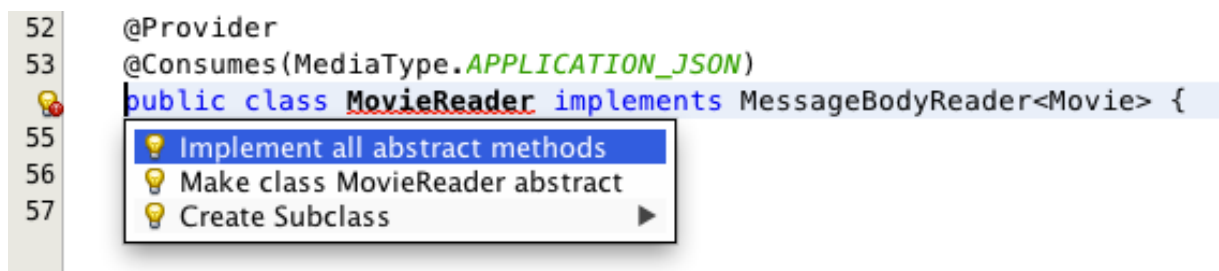 52 @Provider
53 @Consumes(MediaType.APPLICATION_JSON)
public class MovieReader implements MessageBodyReader<Movie> {
55 Implement all abstract methods
56 Make class MovieReader abstract
57 Create Subclass